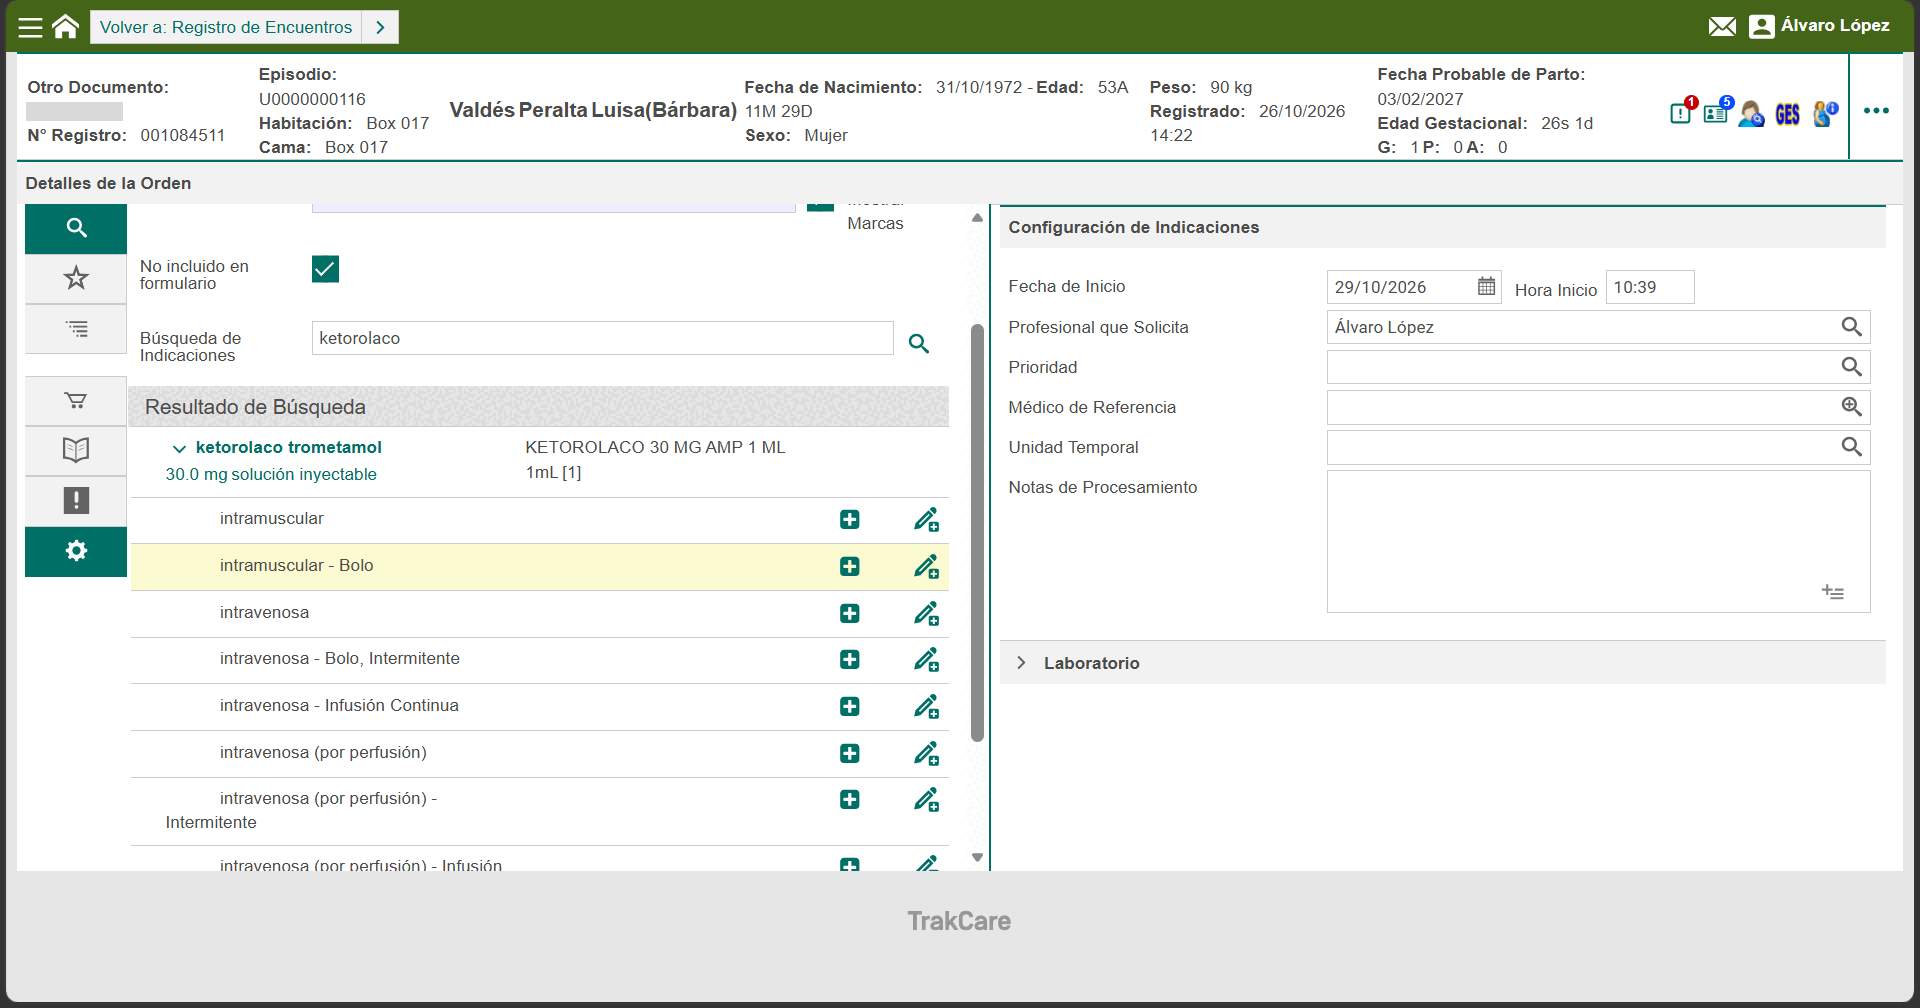 Volver a: Registro de Encuentros
Álvaro López
Otro Documento:
N° Registro: 001084511
Episodio:
U0000000116
Habitación: Box 017
Cama: Box 017
Valdés Peralta Luisa(Bárbara)
Fecha de Nacimiento: 31/10/1972 - Edad: 53A
11M 29D
Sexo: Mujer
Peso: 90 kg
Registrado: 26/10/2026
14:22
Fecha Probable de Parto:
03/02/2027
Edad Gestacional: 26s 1d
G: 1 P: 0 A: 0
1
5
GES
Detalles de la Orden
Marcas
No incluido en
formulario
Búsqueda de
Indicaciones
ketorolaco
Resultado de Búsqueda
ketorolaco trometamol
30.0 mg solución inyectable
KETOROLACO 30 MG AMP 1 ML
1mL [1]
intramuscular
intramuscular - Bolo
intravenosa
intravenosa - Bolo, Intermitente
intravenosa - Infusión Continua
intravenosa (por perfusión)
intravenosa (por perfusión) -
Intermitente
intravenosa (por perfusión) - Infusión
Configuración de Indicaciones
Fecha de Inicio
29/10/2026
Hora Inicio
10:39
Profesional que Solicita
Álvaro López
Prioridad
Médico de Referencia
Unidad Temporal
Notas de Procesamiento
Laboratorio
TrakCare